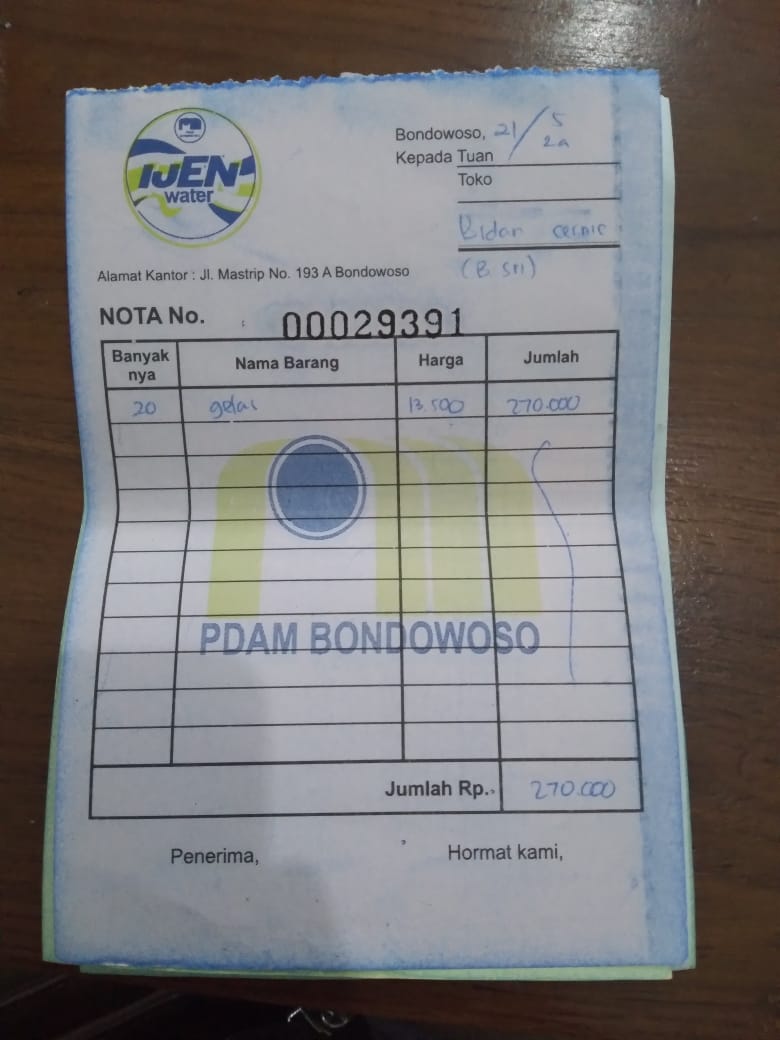 IJEN
water
Bondowoso, 21/5
Kepada Tuan
Toko
Bidan
(B sri)
Alamat Kantor : Jl. Mastrip No. 193 A Bondowoso
NOTA No. 00029391
Banyak nya Nama Barang Harga Jumlah
20 gelas 13.500 270.000
PDAM BONDOWOSO
Jumlah Rp. 270.000
Penerima, Hormat kami,